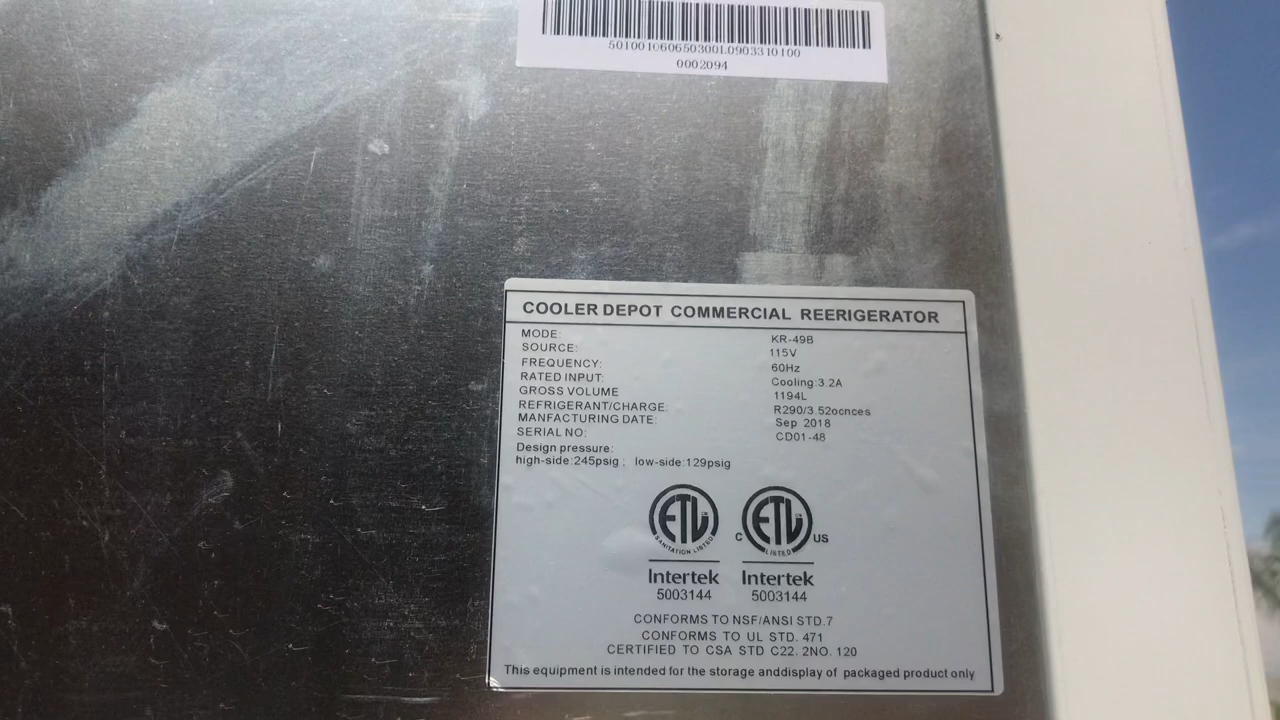 501001060650300L0903310100
0002094
COOLER DEPOT COMMERCIAL REERIGERATOR
MODE: KR-49B
SOURCE: 115V
FREQUENCY: 60Hz
RATED INPUT: Cooling:3.2A
GROSS VOLUME 1194L
REFRIGERANT/CHARGE: R290/3.52ocnces
MANFACTURING DATE: Sep 2018
SERIAL NO: CD01-48
Design pressure:
high-side:245psig ; low-side:129psig
ETL CM ETL CM
SANITATION LISTED C LISTED US
Intertek Intertek
5003144 5003144
CONFORMS TO NSF/ANSI STD.7
CONFORMS TO UL STD. 471
CERTIFIED TO CSA STD C22. 2NO. 120
This equipment is intended for the storage anddisplay of packaged product only